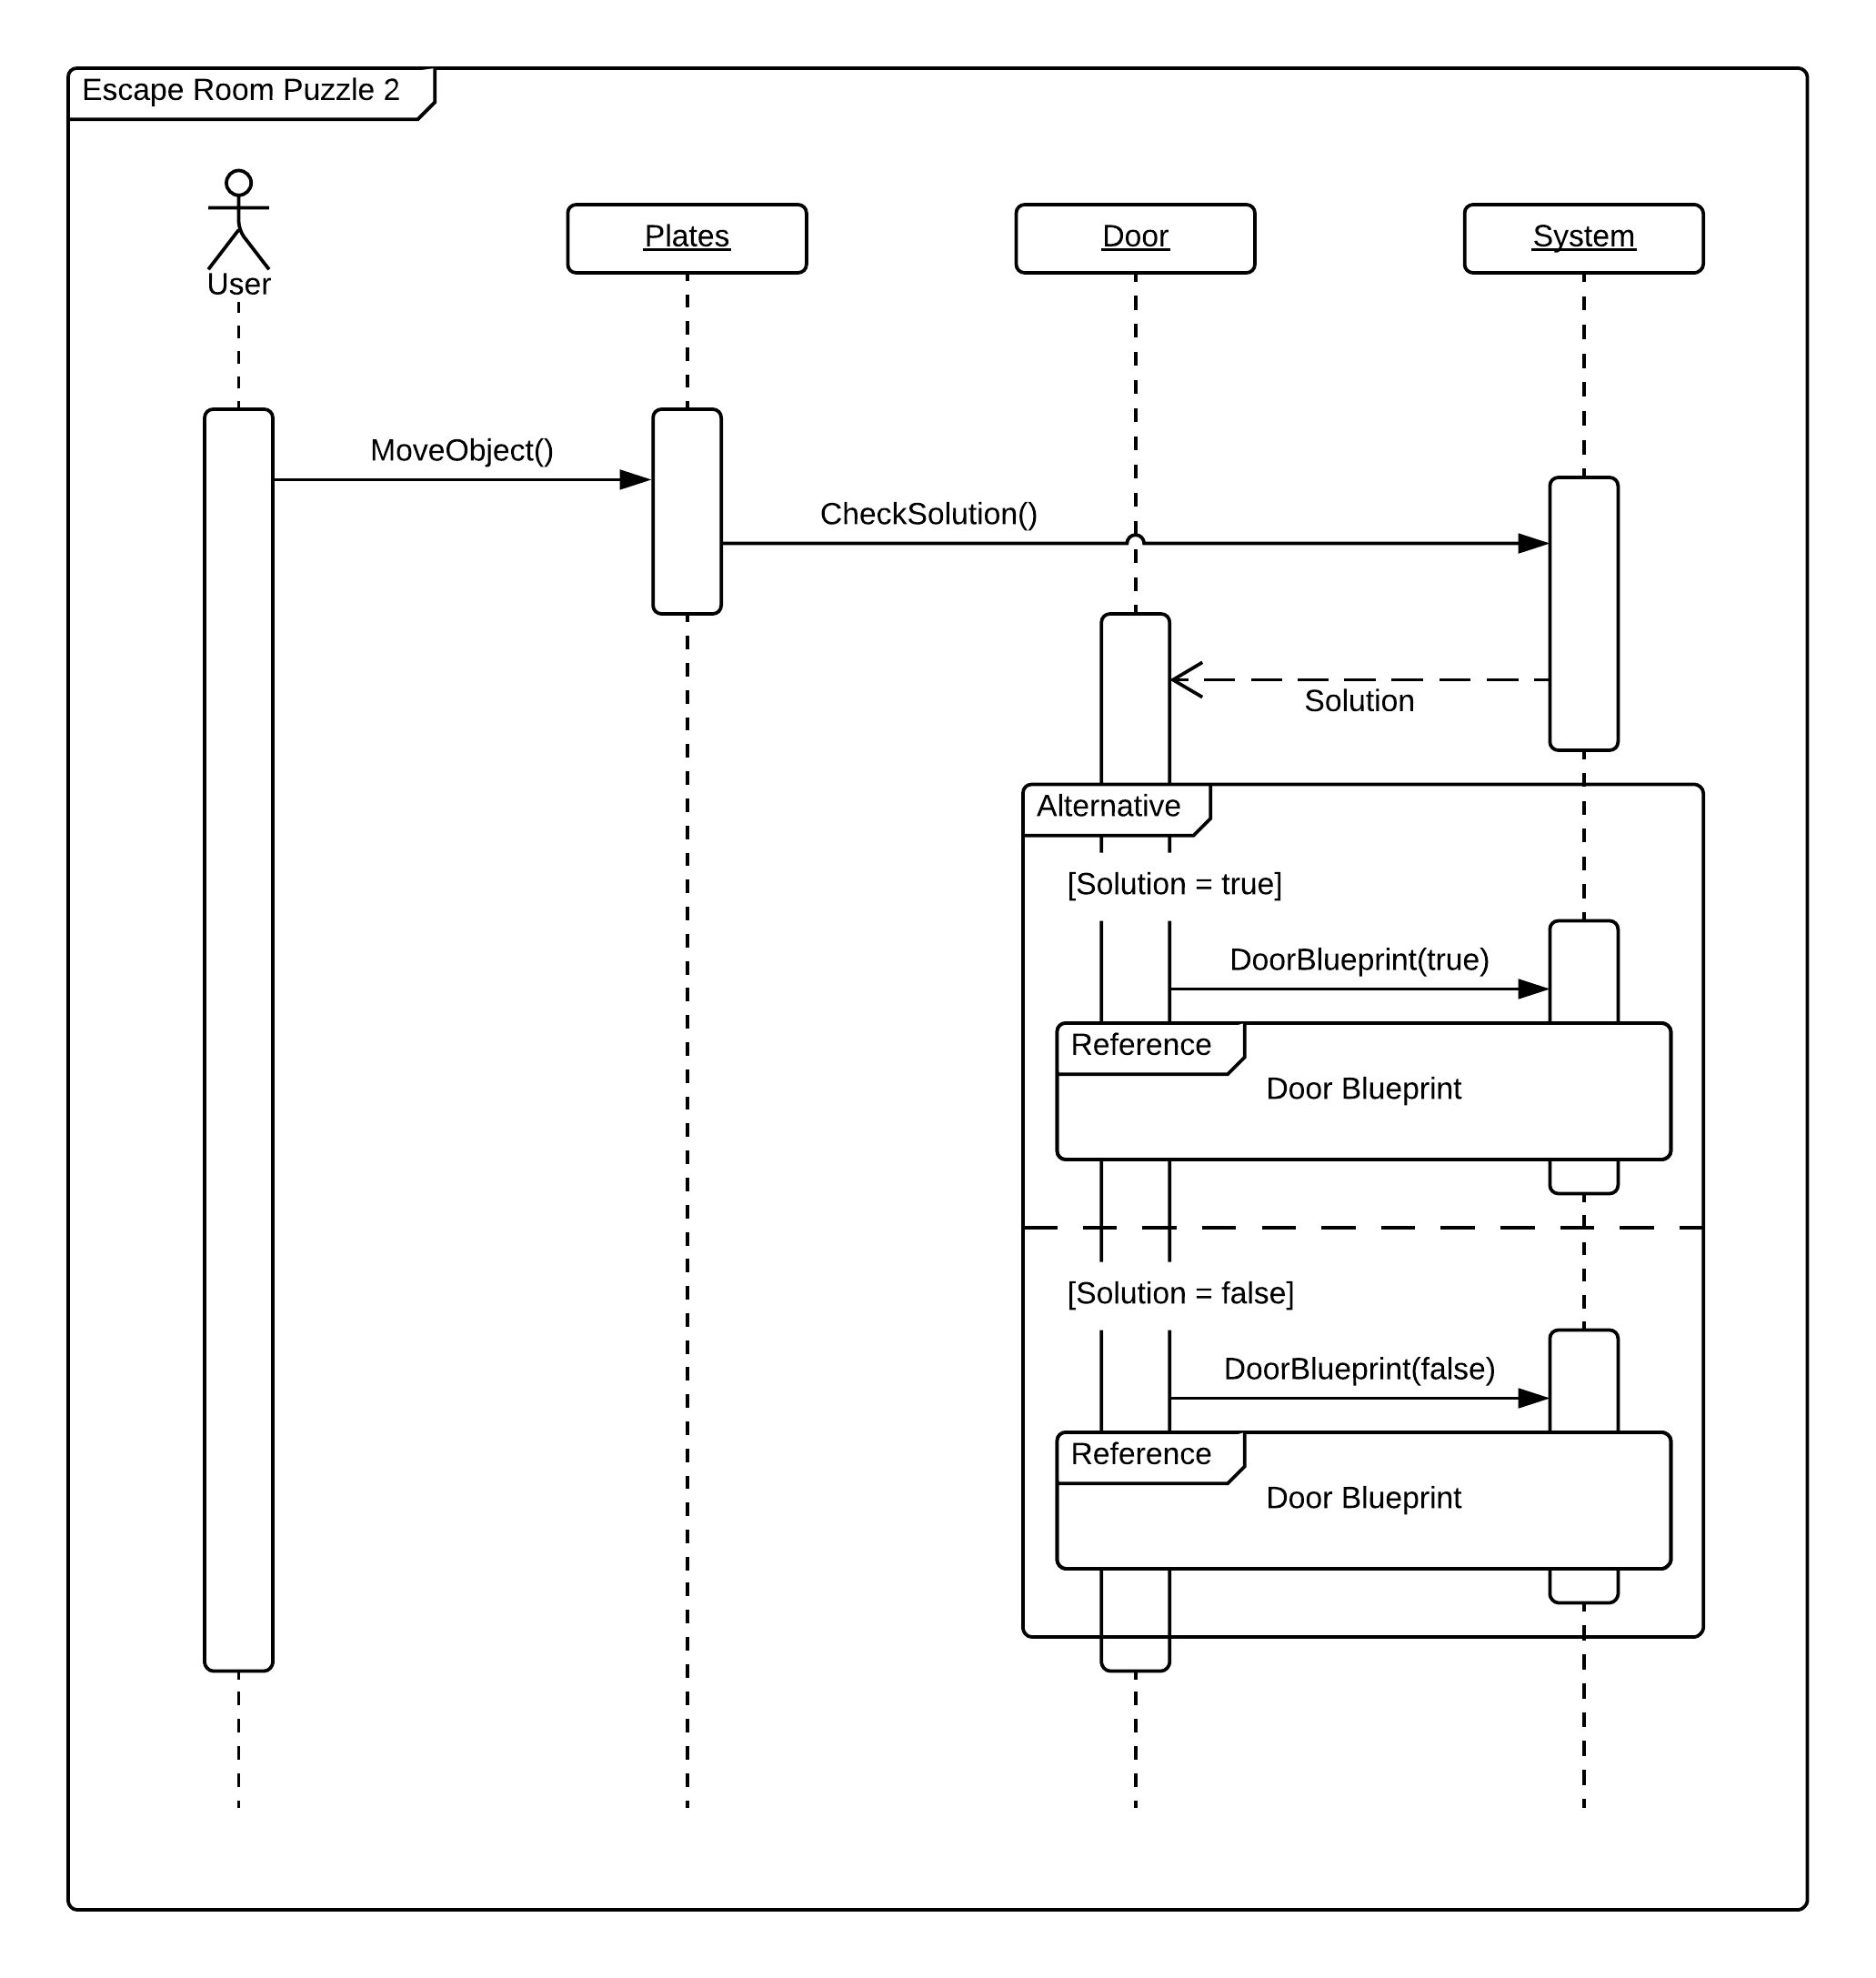 Escape Room Puzzle 2
User
Plates
Door
System
MoveObject()
CheckSolution()
Solution
Alternative
[Solution = true]
DoorBlueprint(true)
Reference
Door Blueprint
[Solution = false]
DoorBlueprint(false)
Reference
Door Blueprint